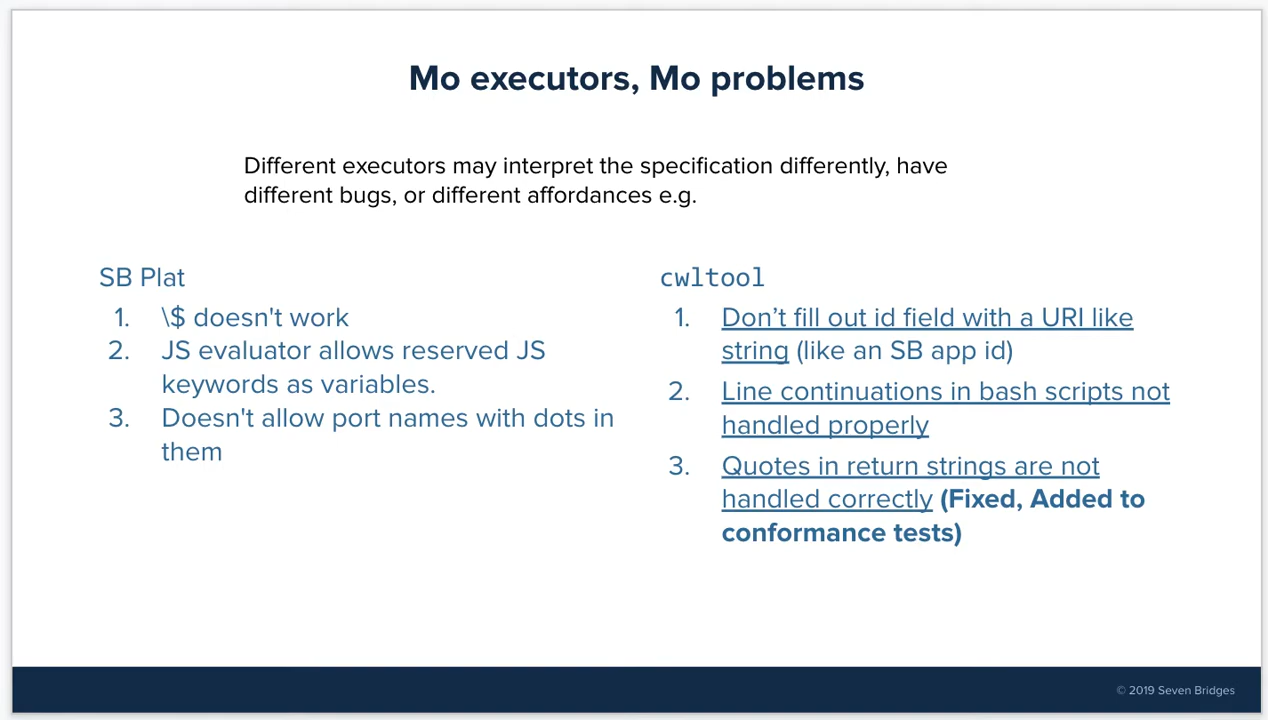 Mo executors, Mo problems
Different executors may interpret the specification differently, have
different bugs, or different affordances e.g.
SB Plat
1. \$ doesn't work
2. JS evaluator allows reserved JS
keywords as variables.
3. Doesn't allow port names with dots in
them
cwltool
1. Don’t fill out id field with a URI like
string (like an SB app id)
2. Line continuations in bash scripts not
handled properly
3. Quotes in return strings are not
handled correctly (Fixed, Added to
conformance tests)
© 2019 Seven Bridges